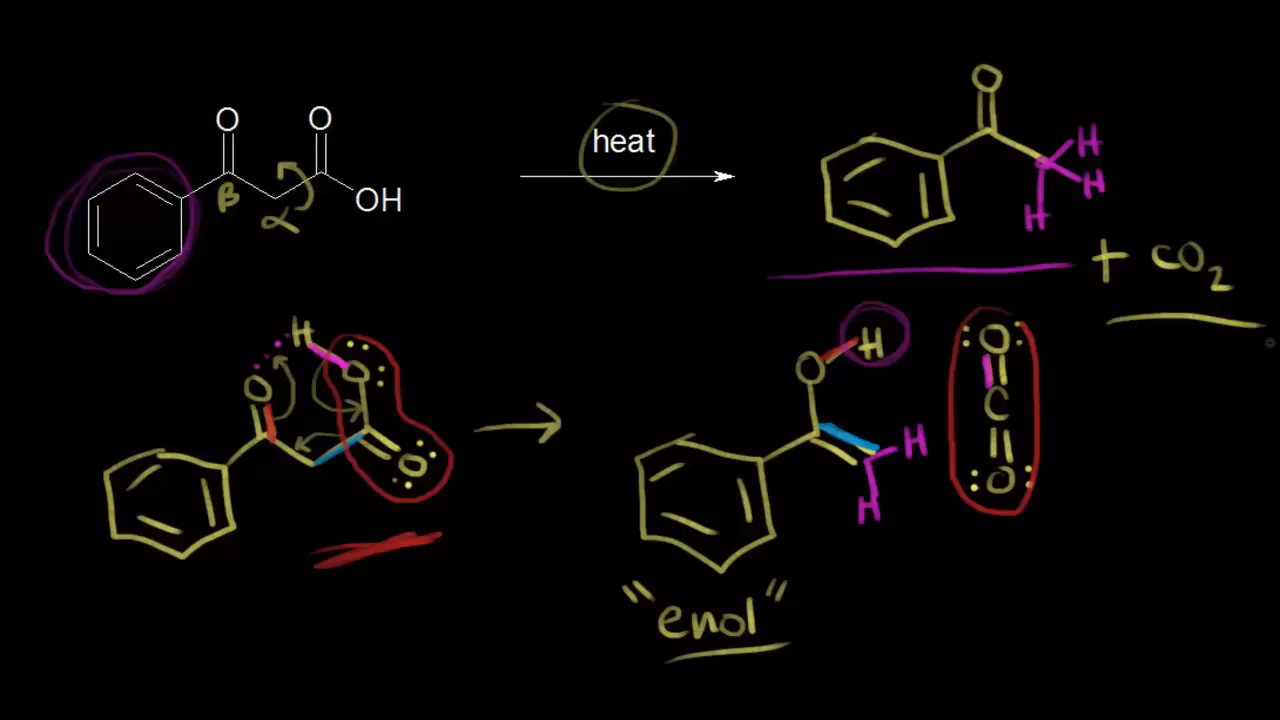 O O O
heat H
β OH H
α H
+ CO2
H O H O
O C
O H O
H
"enol"